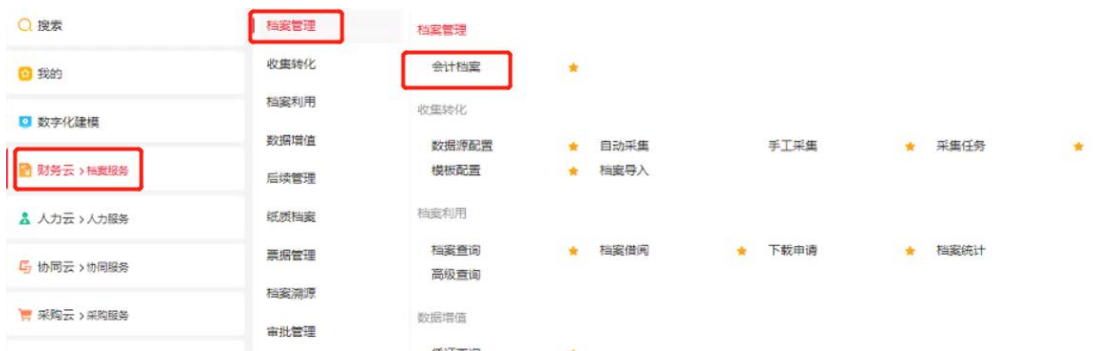 搜索
我的
数字化建模
财务云 > 档案服务
人力云 > 人力服务
协同云 > 协同服务
采购云 > 采购服务
档案管理
收集转化
档案利用
数据增值
后续管理
纸质档案
票据管理
档案溯源
审批管理
档案管理
会计档案
收集转化
数据源配置 自动采集 手工采集 采集任务
模板配置 档案导入
档案利用
档案查询 档案借阅 下载申请 档案统计
高级查询
数据增值